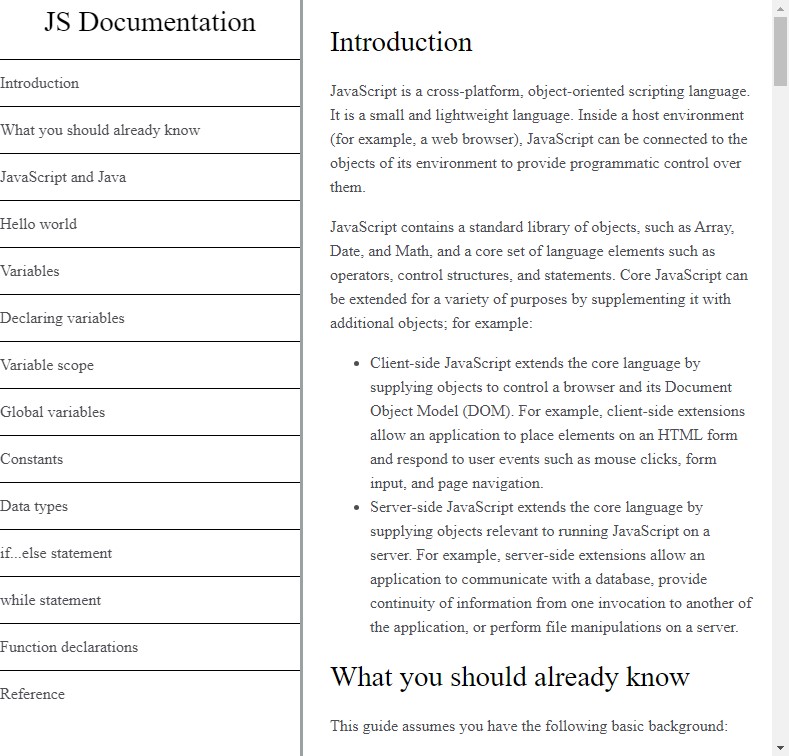 JS Documentation
Introduction
What you should already know
JavaScript and Java
Hello world
Variables
Declaring variables
Variable scope
Global variables
Constants
Data types
if...else statement
while statement
Function declarations
Reference
Introduction
JavaScript is a cross-platform, object-oriented scripting language.
It is a small and lightweight language. Inside a host environment
(for example, a web browser), JavaScript can be connected to the
objects of its environment to provide programmatic control over
them.
JavaScript contains a standard library of objects, such as Array,
Date, and Math, and a core set of language elements such as
operators, control structures, and statements. Core JavaScript can
be extended for a variety of purposes by supplementing it with
additional objects; for example:
• Client-side JavaScript extends the core language by
supplying objects to control a browser and its Document
Object Model (DOM). For example, client-side extensions
allow an application to place elements on an HTML form
and respond to user events such as mouse clicks, form
input, and page navigation.
• Server-side JavaScript extends the core language by
supplying objects relevant to running JavaScript on a
server. For example, server-side extensions allow an
application to communicate with a database, provide
continuity of information from one invocation to another of
the application, or perform file manipulations on a server.
What you should already know
This guide assumes you have the following basic background: